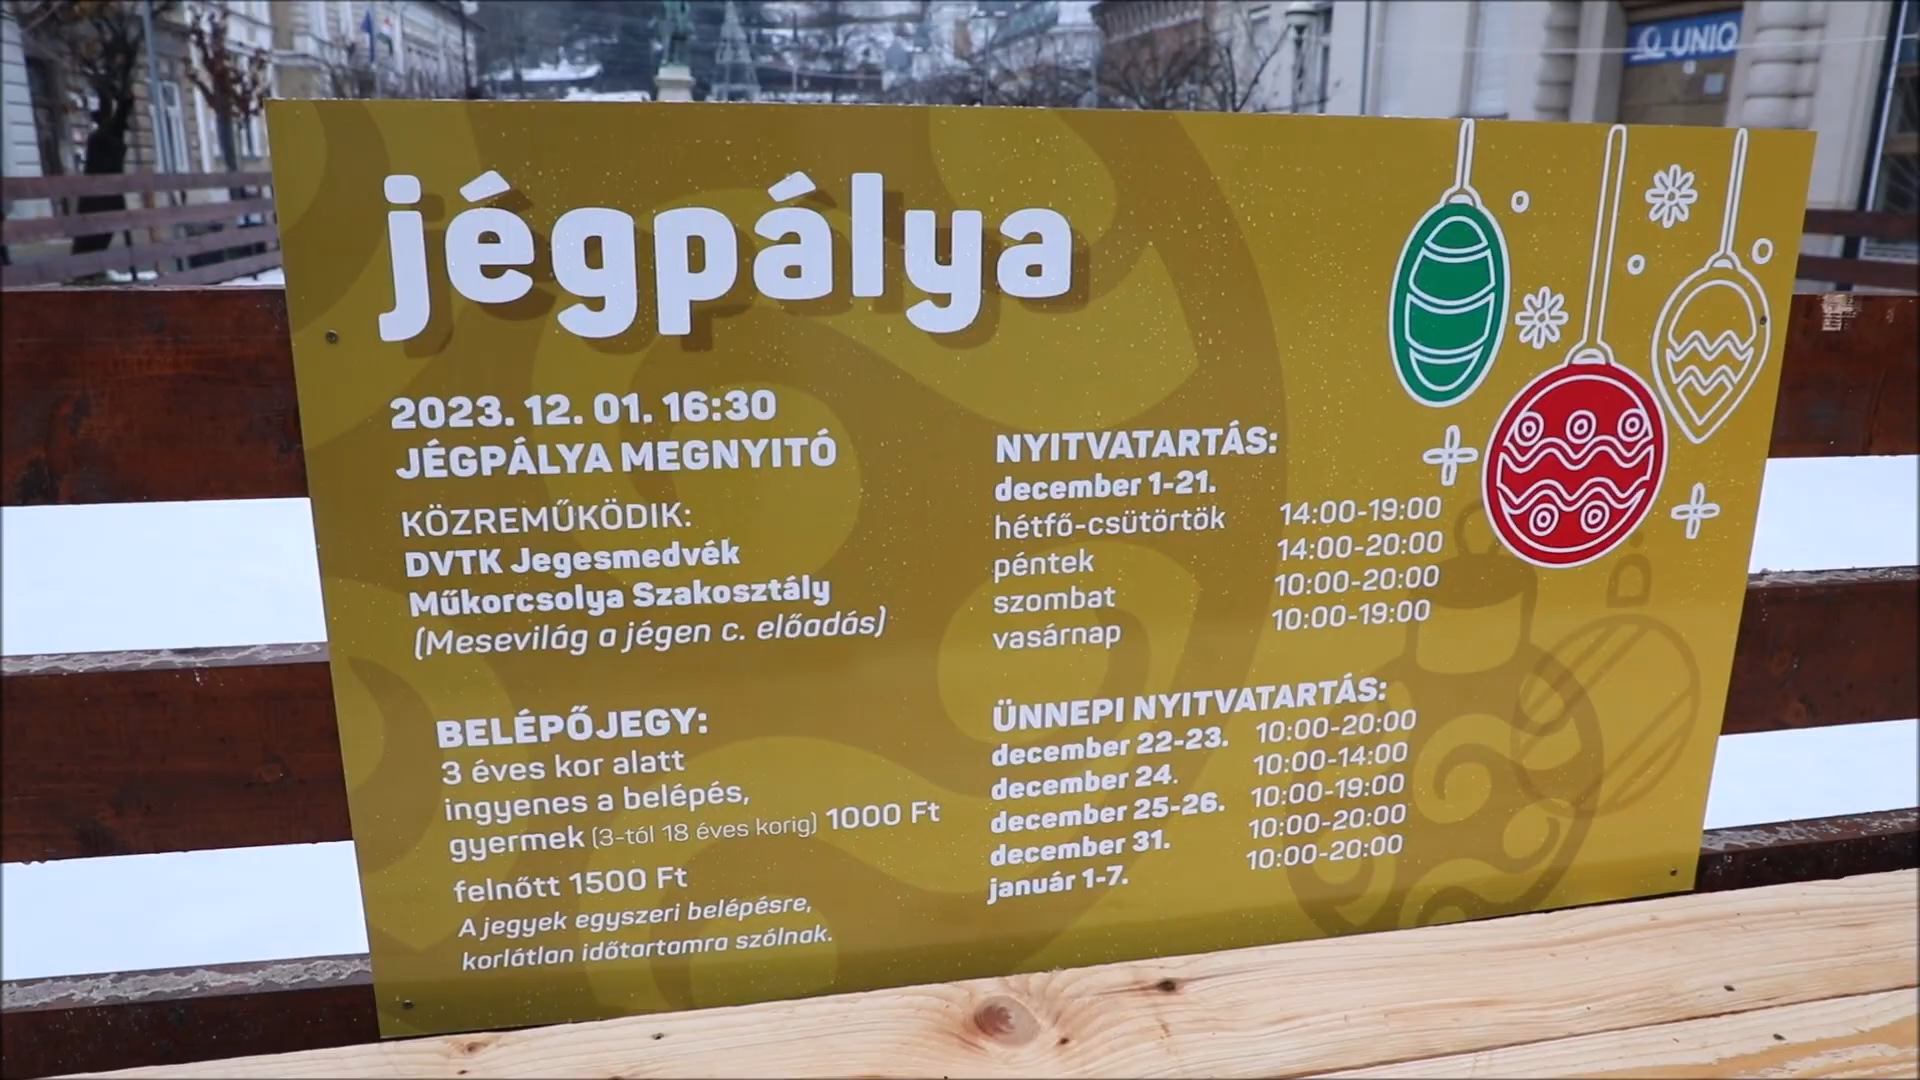 UNIQ
jégpálya
2023. 12. 01. 16:30
JÉGPÁLYA MEGNYITÓ
KÖZREMŰKÖDIK:
DVTK Jegesmedvék
Műkorcsolya Szakosztály
(Mesevilág a jégen c. előadás)
BELÉPŐJEGY:
3 éves kor alatt
ingyenes a belépés,
gyermek (3-tól 18 éves korig) 1000 Ft
felnőtt 1500 Ft
A jegyek egyszeri belépésre,
korlátlan időtartamra szólnak.
NYITVATARTÁS:
december 1-21.
hétfő-csütörtök 14:00-19:00
péntek 14:00-20:00
szombat 10:00-20:00
vasárnap 10:00-19:00
ÜNNEPI NYITVATARTÁS:
december 22-23. 10:00-20:00
december 24. 10:00-14:00
december 25-26. 10:00-19:00
december 31. 10:00-20:00
január 1-7. 10:00-20:00